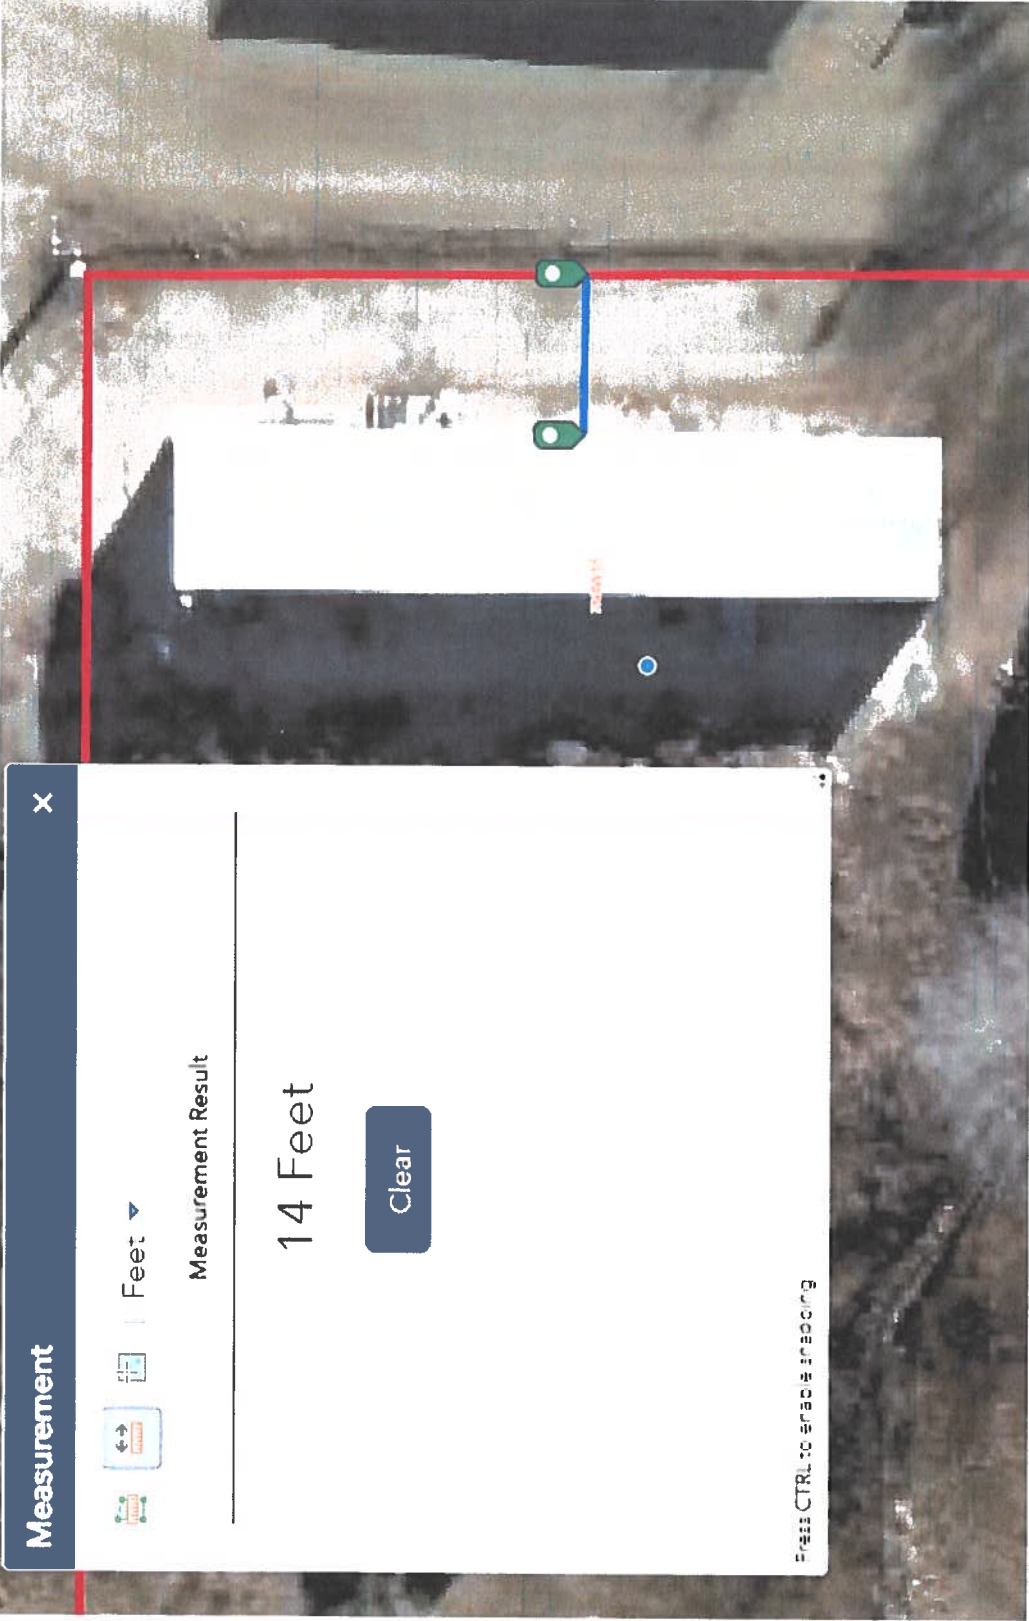 Measurement
Feet
Measurement Result
14 Feet
Clear
Press CTRL to enable snapping